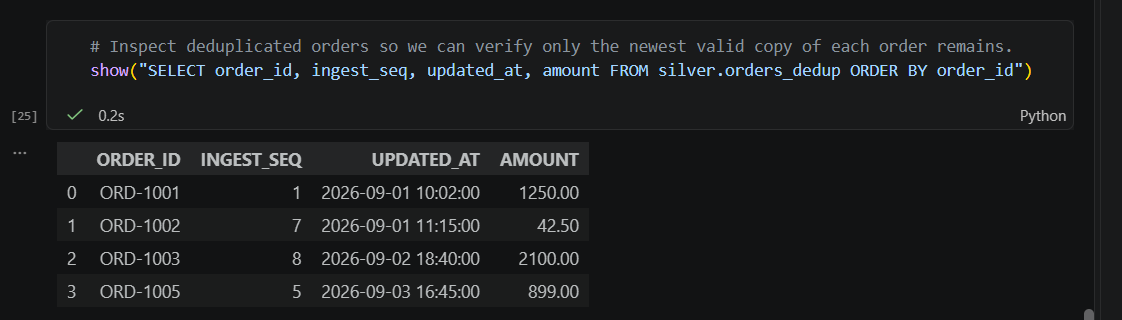 # Inspect deduplicated orders so we can verify only the newest valid copy of each order remains.
show("SELECT order_id, ingest_seq, updated_at, amount FROM silver.orders_dedup ORDER BY order_id")
[25] 0.2s Python
...
ORDER_ID INGEST_SEQ UPDATED_AT AMOUNT
0 ORD-1001 1 2026-09-01 10:02:00 1250.00
1 ORD-1002 7 2026-09-01 11:15:00 42.50
2 ORD-1003 8 2026-09-02 18:40:00 2100.00
3 ORD-1005 5 2026-09-03 16:45:00 899.00